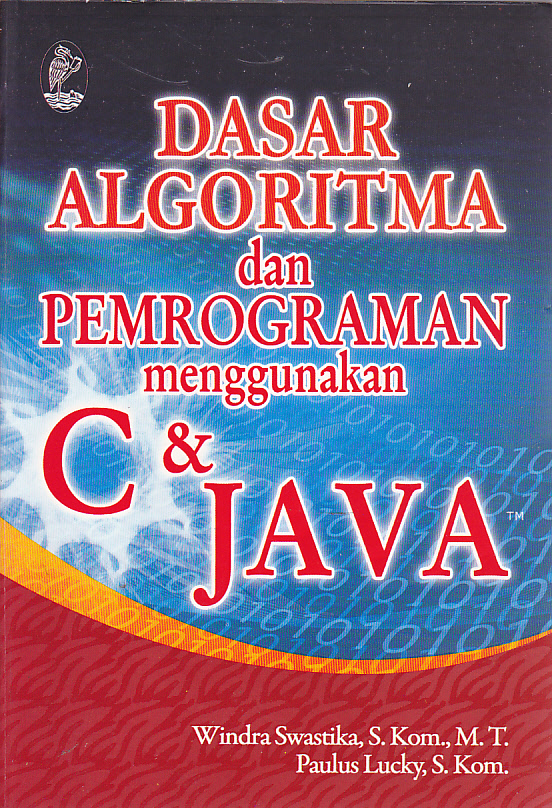 DASAR
ALGORITMA
dan
PEMROGRAMAN
menggunakan
C &
JAVA™
Windra Swastika, S. Kom., M. T.
Paulus Lucky, S. Kom.